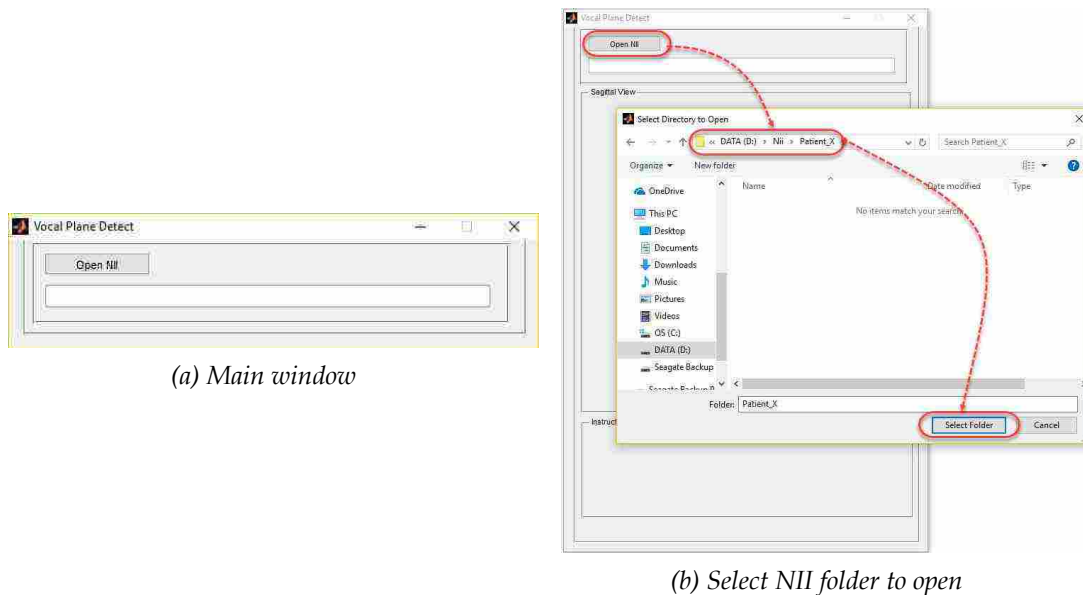 Vocal Plane Detect
Open NII
(a) Main window
Vocal Plane Detect
Open NII
Sagittal View
Select Directory to Open
« DATA (D:) > Nii > Patient_X
Search Patient_X
Organize
New folder
Name
Date modified
Type
OneDrive
No items match your search.
This PC
Desktop
Documents
Downloads
Music
Pictures
Videos
OS (C:)
DATA (D:)
Seagate Backup
Seagate Backup
Folder: Patient_X
Select Folder
Cancel
Instruct
(b) Select NII folder to open